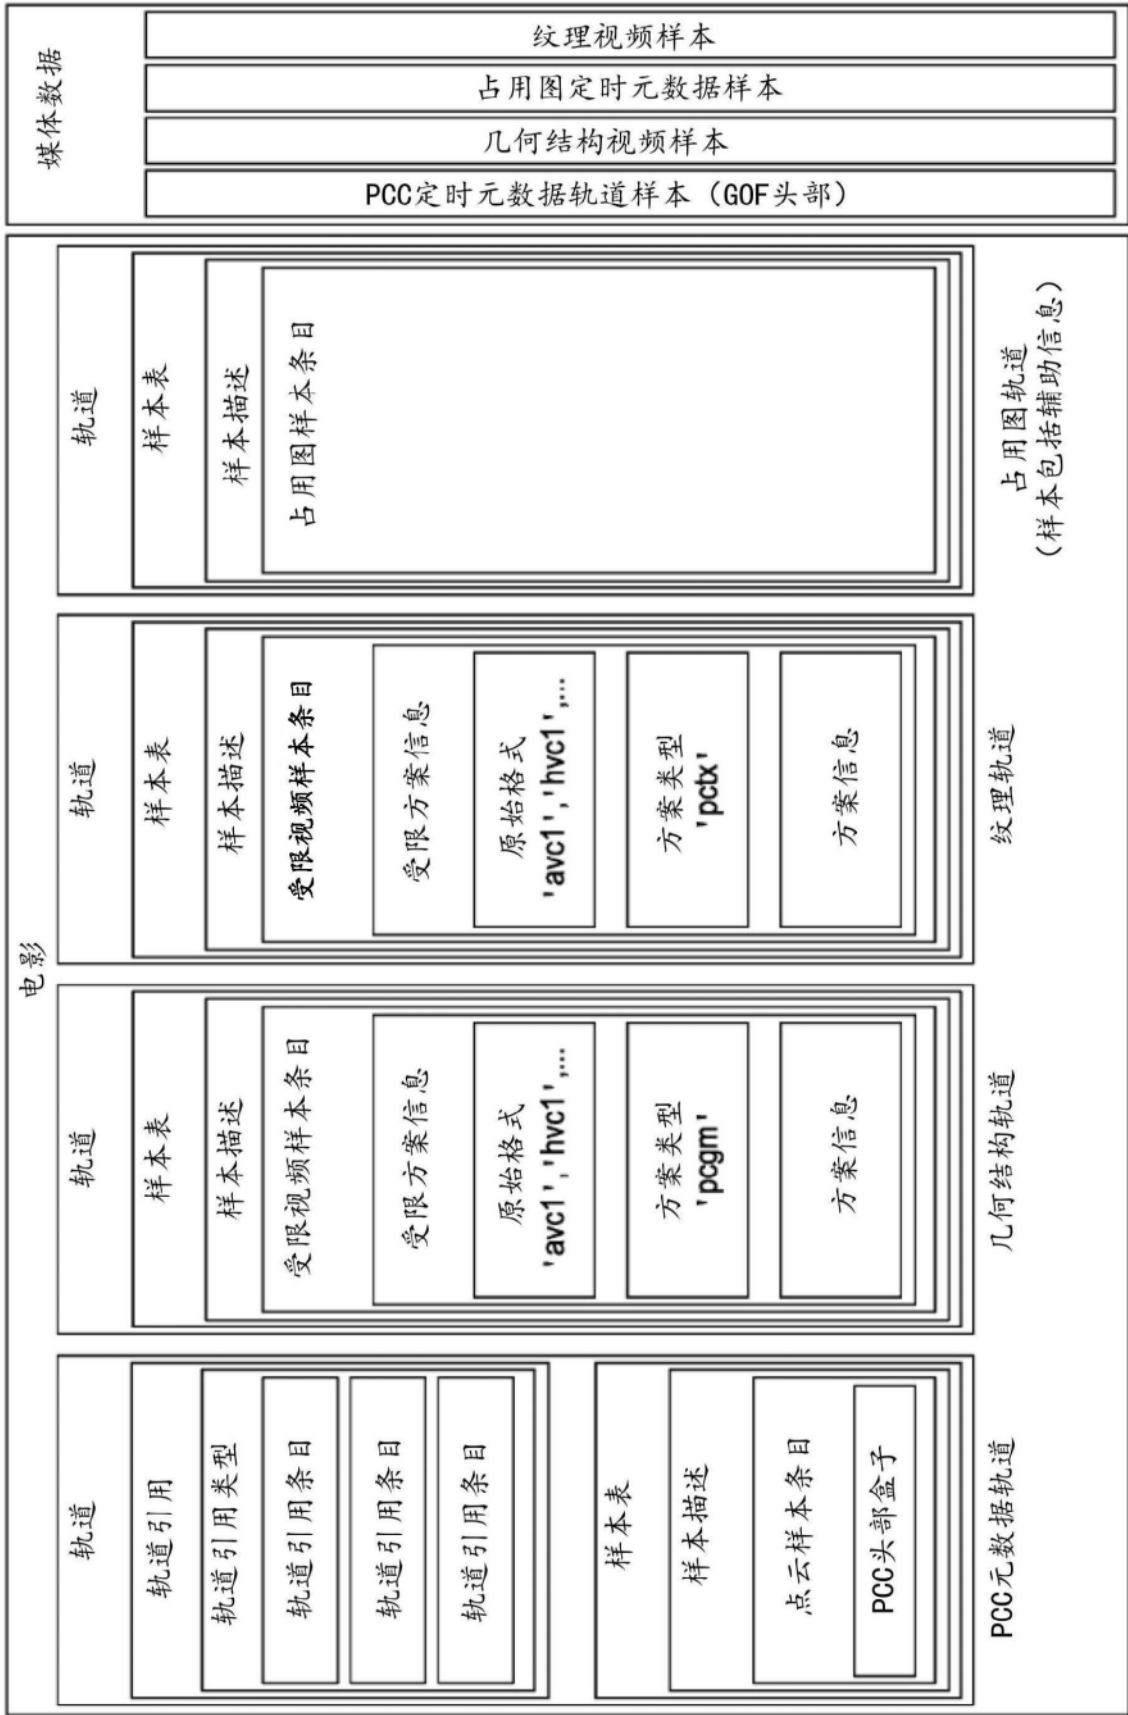 媒体数据
纹理视频样本
占用图定时元数据样本
几何结构视频样本
PCC定时元数据轨道样本（GOF头部）
电影
轨道
轨道引用
轨道引用类型
轨道引用条目
轨道引用条目
轨道引用条目
样本表
样本描述
点云样本条目
PCC头部盒子
PCC元数据轨道
轨道
样本表
样本描述
受限视频样本条目
受限方案信息
原始格式
'avc1','hvc1',...
方案类型
'pcgm'
方案信息
几何结构轨道
轨道
样本表
样本描述
受限视频样本条目
受限方案信息
原始格式
'avc1','hvc1',...
方案类型
'pctx'
方案信息
纹理轨道
轨道
样本表
样本描述
占用图样本条目
占用图轨道
（样本包括辅助信息）